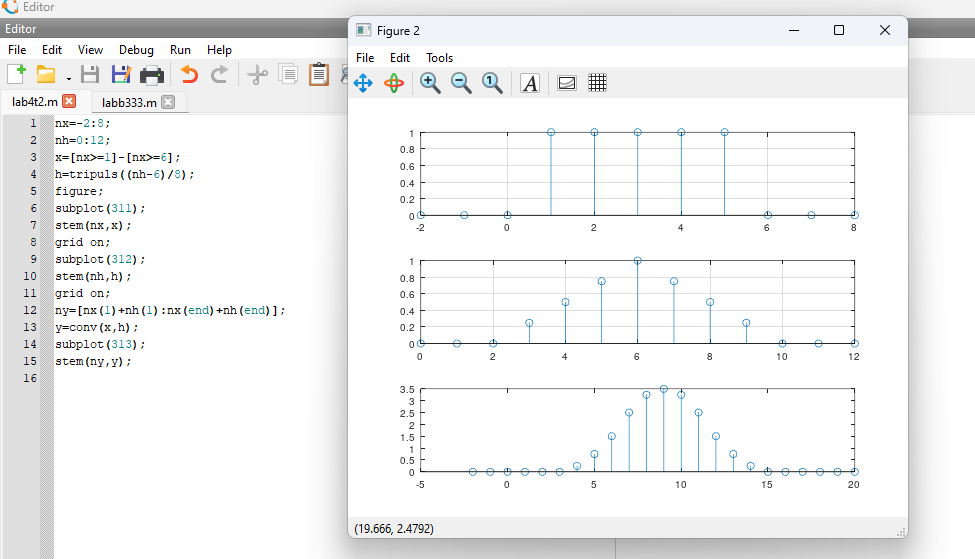 Editor
Editor
File Edit View Debug Run Help
lab4t2.m labb333.m
1 nx=-2:8;
2 nh=0:12;
3 x=[nx>=1]-[nx>=6];
4 h=tripuls((nh-6)/8);
5 figure;
6 subplot(311);
7 stem(nx,x);
8 grid on;
9 subplot(312);
10 stem(nh,h);
11 grid on;
12 ny=[nx(1)+nh(1):nx(end)+nh(end)];
13 y=conv(x,h);
14 subplot(313);
15 stem(ny,y);
16
Figure 2
File Edit Tools
1
A
1
0.8
0.6
0.4
0.2
0
-2 0 2 4 6 8
1
0.8
0.6
0.4
0.2
0
0 2 4 6 8 10 12
3.5
3
2.5
2
1.5
1
0.5
0
-5 0 5 10 15 20
(19.666, 2.4792)